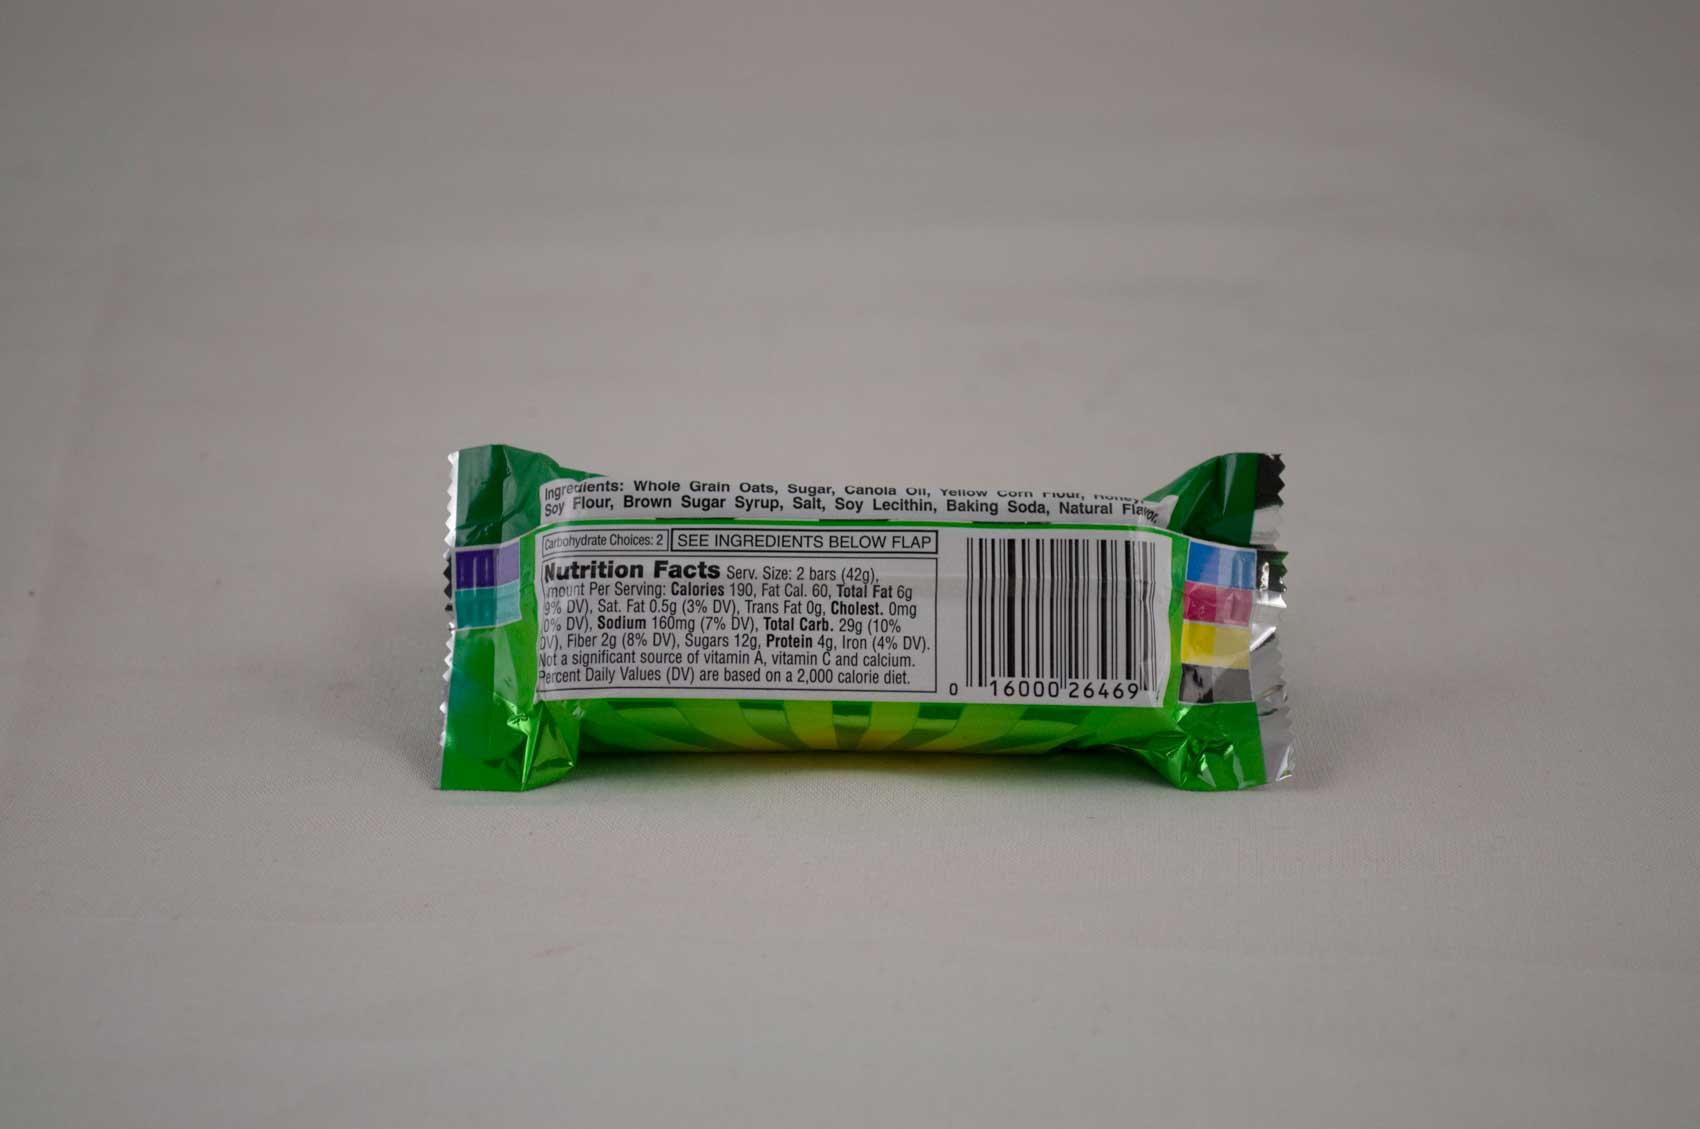 Ingredients: Whole Grain Oats, Sugar, Canola Oil, Yellow Corn Flour, Honey,
Soy Flour, Brown Sugar Syrup, Salt, Soy Lecithin, Baking Soda, Natural Flavor.
Carbohydrate Choices: 2 SEE INGREDIENTS BELOW FLAP
Nutrition Facts Serv. Size: 2 bars (42g),
mount Per Serving: Calories 190, Fat Cal. 60, Total Fat 6g
9% DV), Sat. Fat 0.5g (3% DV), Trans Fat 0g, Cholest. 0mg
0% DV), Sodium 160mg (7% DV), Total Carb. 29g (10%
DV), Fiber 2g (8% DV), Sugars 12g, Protein 4g, Iron (4% DV).
Not a significant source of vitamin A, vitamin C and calcium.
Percent Daily Values (DV) are based on a 2,000 calorie diet.
0 16000 26469